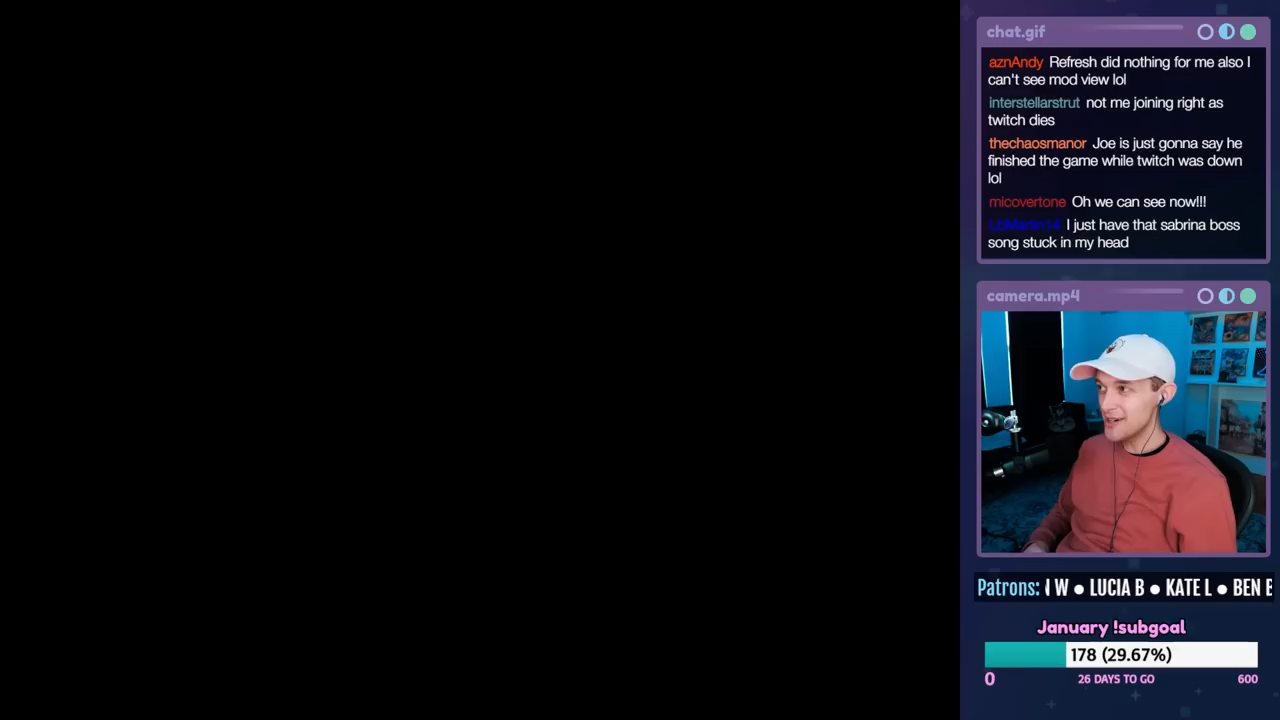 chat.gif
aznAndy Refresh did nothing for me also I
can't see mod view lol
interstellarstrut not me joining right as
twitch dies
thechaosmanor Joe is just gonna say he
finished the game while twitch was down
lol
micovertone Oh we can see now!!!
I just have that sabrina boss
song stuck in my head
camera.mp4
Patrons: W ● LUCIA B ● KATE L ● BEN
January !subgoal
178 (29.67%)
0 26 DAYS TO GO 600